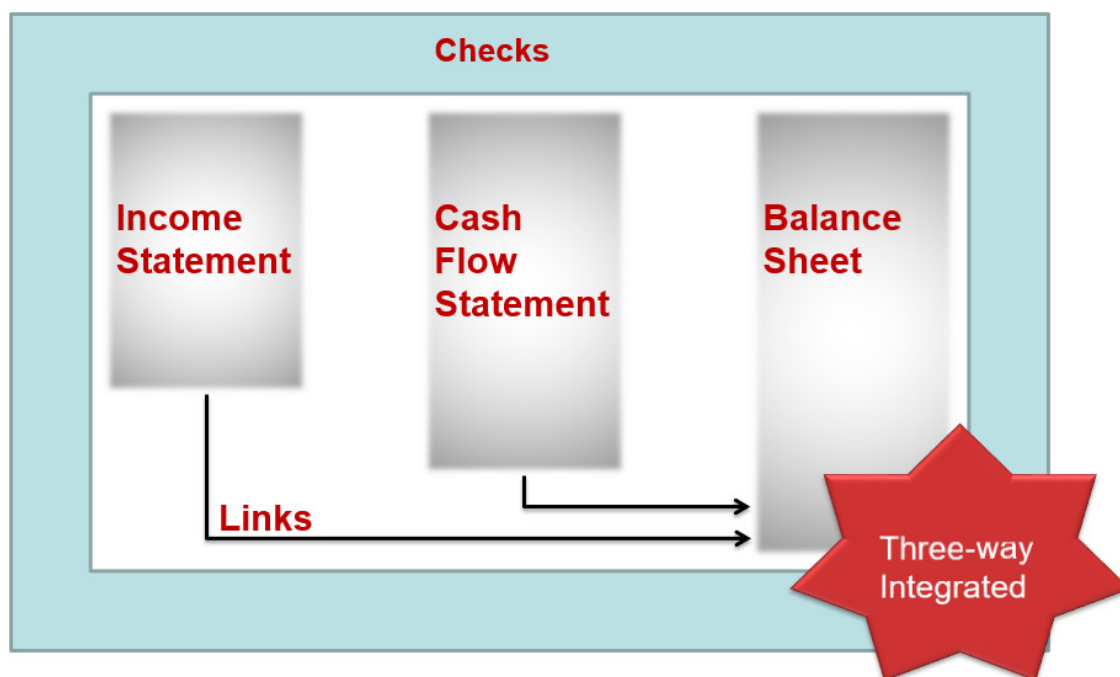 Checks
Income
Statement
Cash
Flow
Statement
Balance
Sheet
Links
Three-way
Integrated